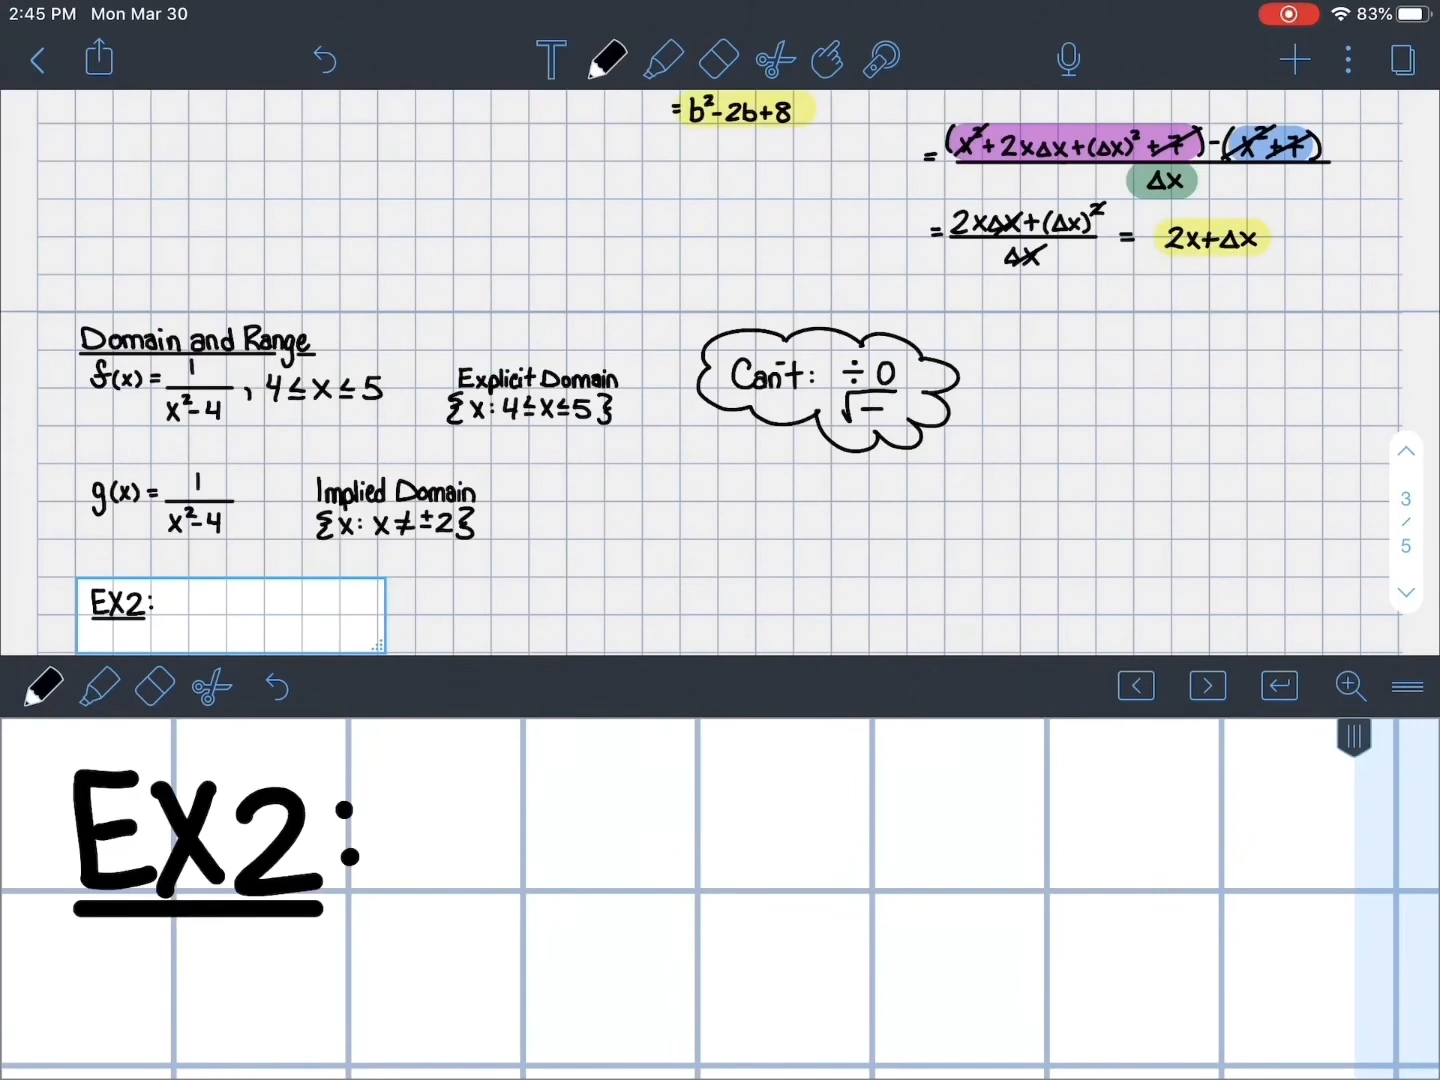 2:45 PM Mon Mar 30
83%
T
= b² - 2b + 8
= (x² + 2xΔx + (Δx)² + 7) - (x² + 7)
Δx
= 2xΔx + (Δx)² / Δx = 2x + Δx
Domain and Range
f(x) = 1 / x² - 4 , 4 ≤ x ≤ 5
Explicit Domain
{x: 4 ≤ x ≤ 5}
Can't: ÷ 0
√-
g(x) = 1 / x² - 4
Implied Domain
{x: x ≠ ±2}
3
/
5
EX2:
EX2: